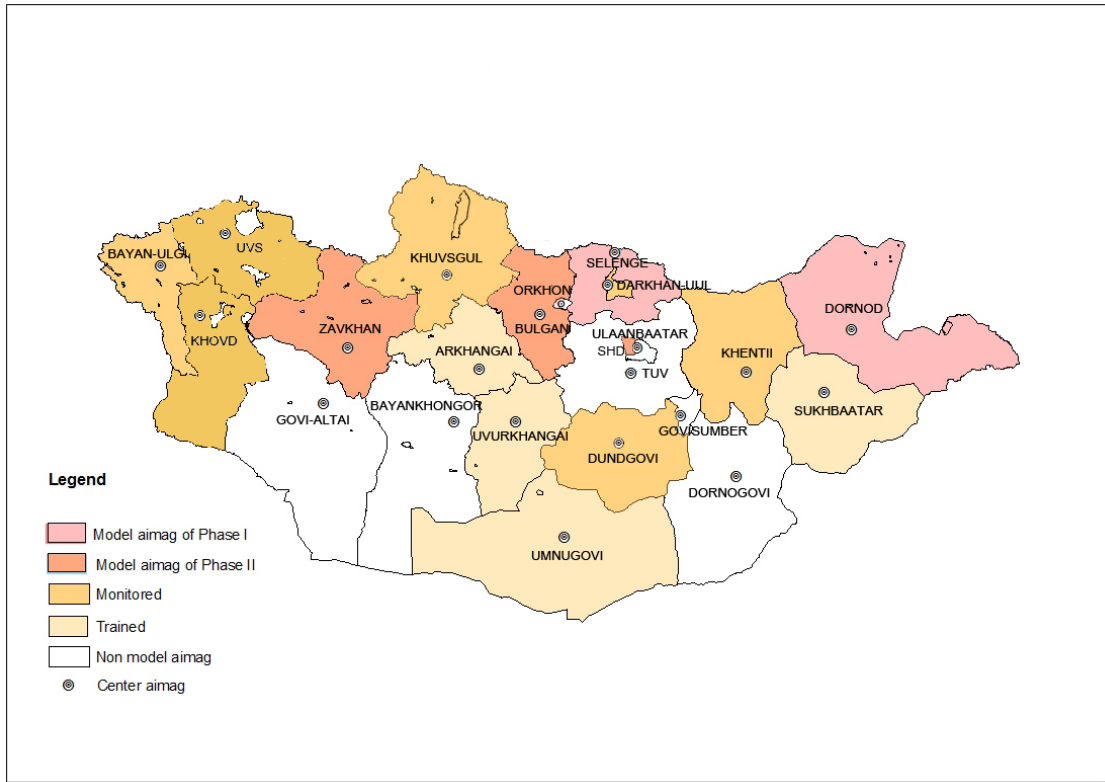 UVS
BAYAN-ULGI
KHUVSGUL
SELENGE
DARKHAN-UUL
ORKHON
DORNOD
KHOVD
ZAVKHAN
BULGAN
ULAANBAATAR
ARKHANGAI
SHD
KHENTII
TUV
BAYANKHONGOR
GOVI-ALTAI
SUKHBAATAR
UVURKHANGAI
GOVISUMBER
DUNDGOVI
DORNOGOVI
UMNUGOVI
Legend
Model aimag of Phase I
Model aimag of Phase II
Monitored
Trained
Non model aimag
Center aimag